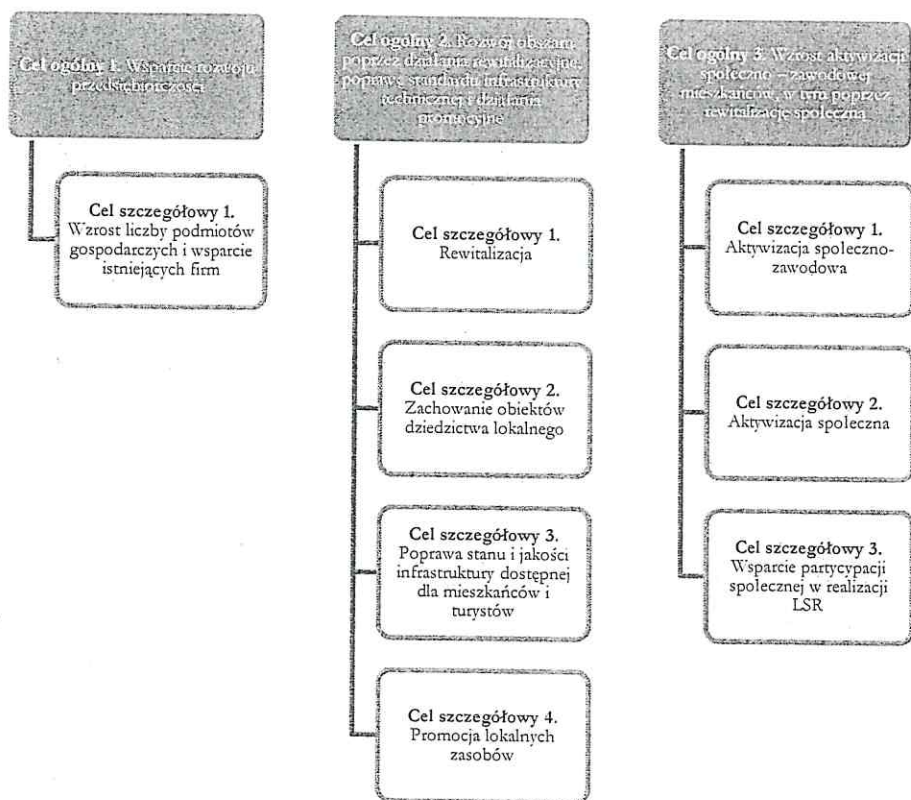 Cel ogólny 1. Wsparcie rozwoju
przedsiębiorczości
Cel szczegółowy 1.
Wzrost liczby podmiotów
gospodarczych i wsparcie
istniejących firm
Cel ogólny 2. Rozwój obszaru
poprzez działania rewitalizacyjne,
poprawę standardu infrastruktury
technicznej i działania
promocyjne
Cel szczegółowy 1.
Rewitalizacja
Cel szczegółowy 2.
Zachowanie obiektów
dziedzictwa lokalnego
Cel szczegółowy 3.
Poprawa stanu i jakości
infrastruktury dostępnej
dla mieszkańców i
turystów
Cel szczegółowy 4.
Promocja lokalnych
zasobów
Cel ogólny 3. Wzrost aktywizacji
społeczno – zawodowej
mieszkańców, w tym poprzez
rewitalizację społeczną
Cel szczegółowy 1.
Aktywizacja społeczno-
zawodowa
Cel szczegółowy 2.
Aktywizacja społeczna
Cel szczegółowy 3.
Wsparcie partycypacji
społecznej w realizacji
LSR